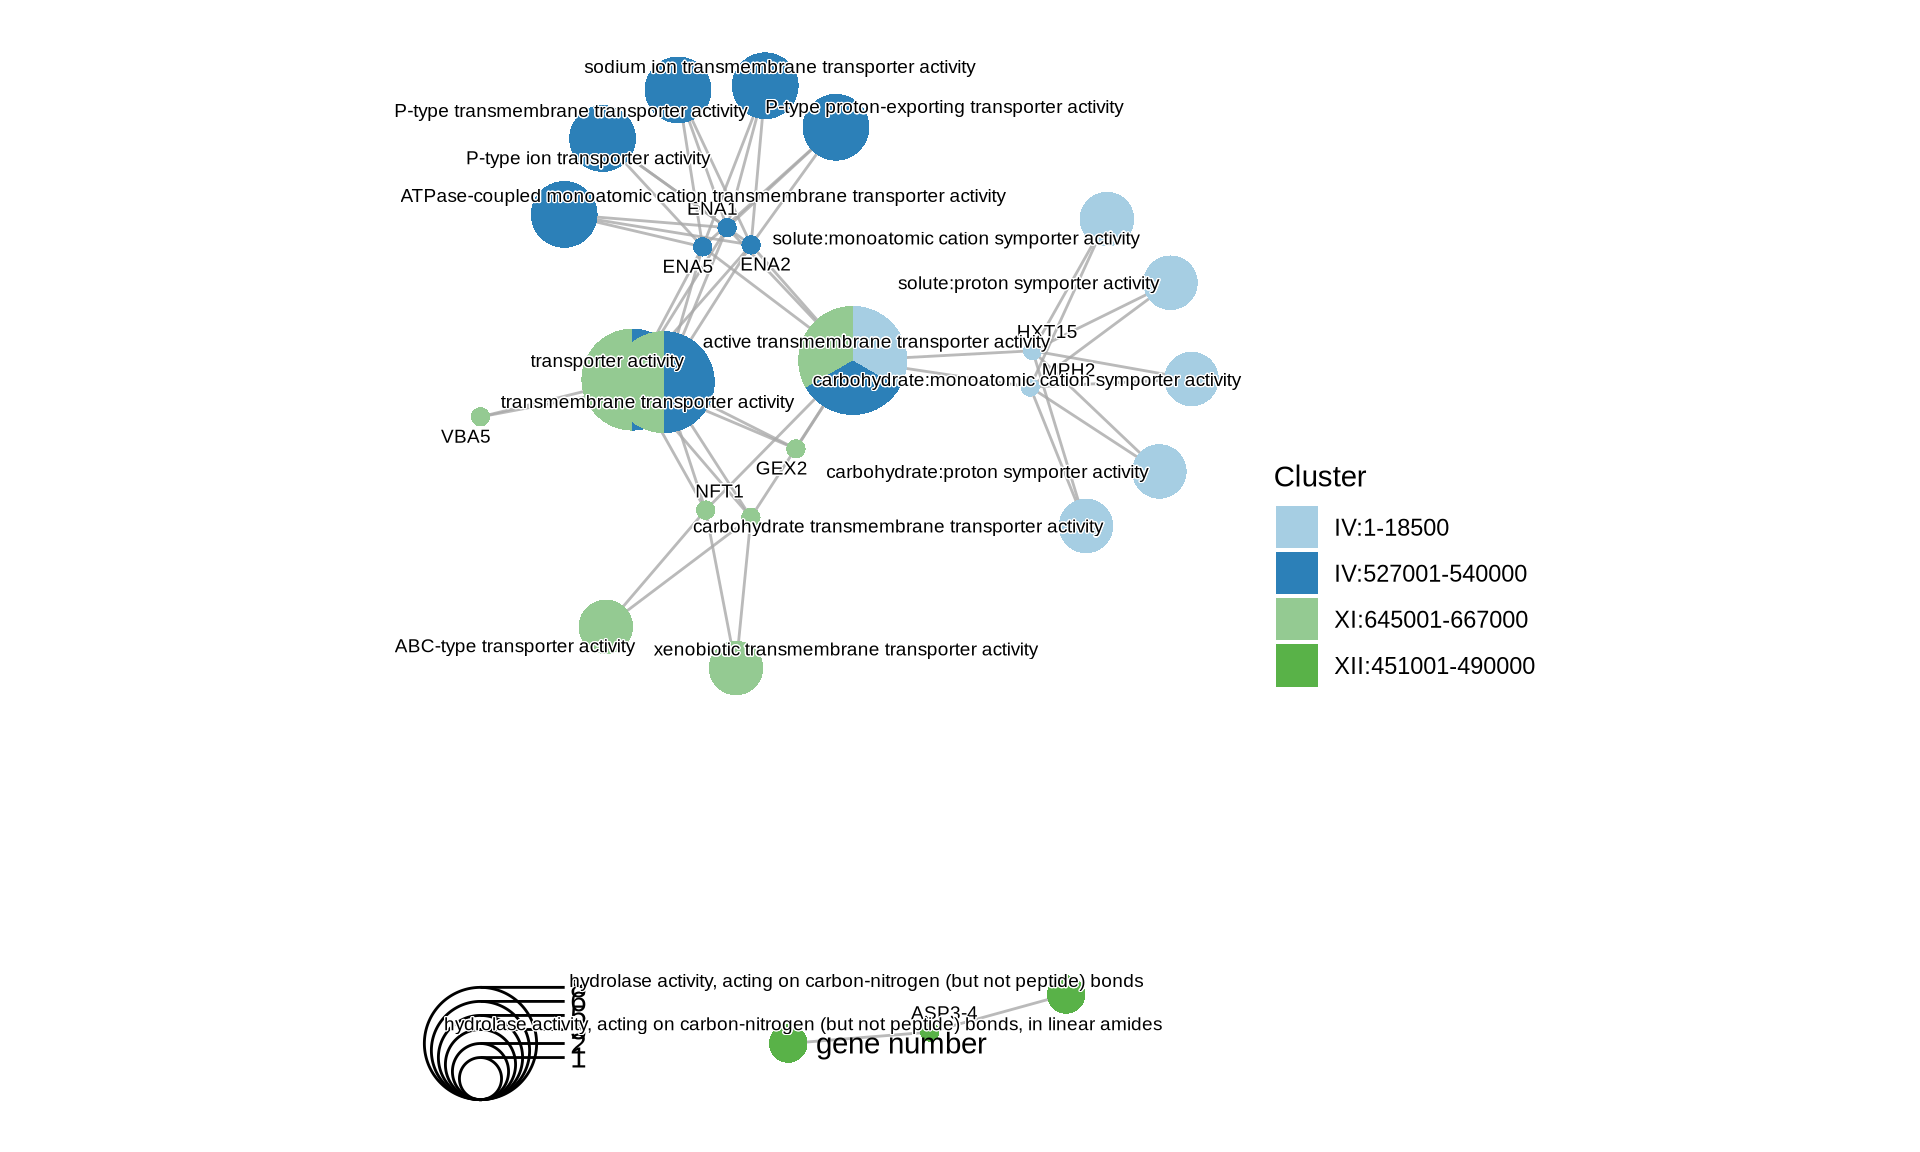 sodium ion transmembrane transporter activity
P-type proton-exporting transporter activity
P-type transmembrane transporter activity
P-type ion transporter activity
ATPase-coupled monoatomic cation transmembrane transporter activity
ENA1
solute:monoatomic cation symporter activity
ENA5
ENA2
solute:proton symporter activity
HXT15
active transmembrane transporter activity
transporter activity
MPH2
carbohydrate:monoatomic cation symporter activity
transmembrane transporter activity
VBA5
GEX2
carbohydrate:proton symporter activity
NFT1
carbohydrate transmembrane transporter activity
ABC-type transporter activity
xenobiotic transmembrane transporter activity
Cluster
IV:1-18500
IV:527001-540000
XI:645001-667000
XII:451001-490000
hydrolase activity, acting on carbon-nitrogen (but not peptide) bonds
ASP3-4
hydrolase activity, acting on carbon-nitrogen (but not peptide) bonds, in linear amides
gene number
2
1